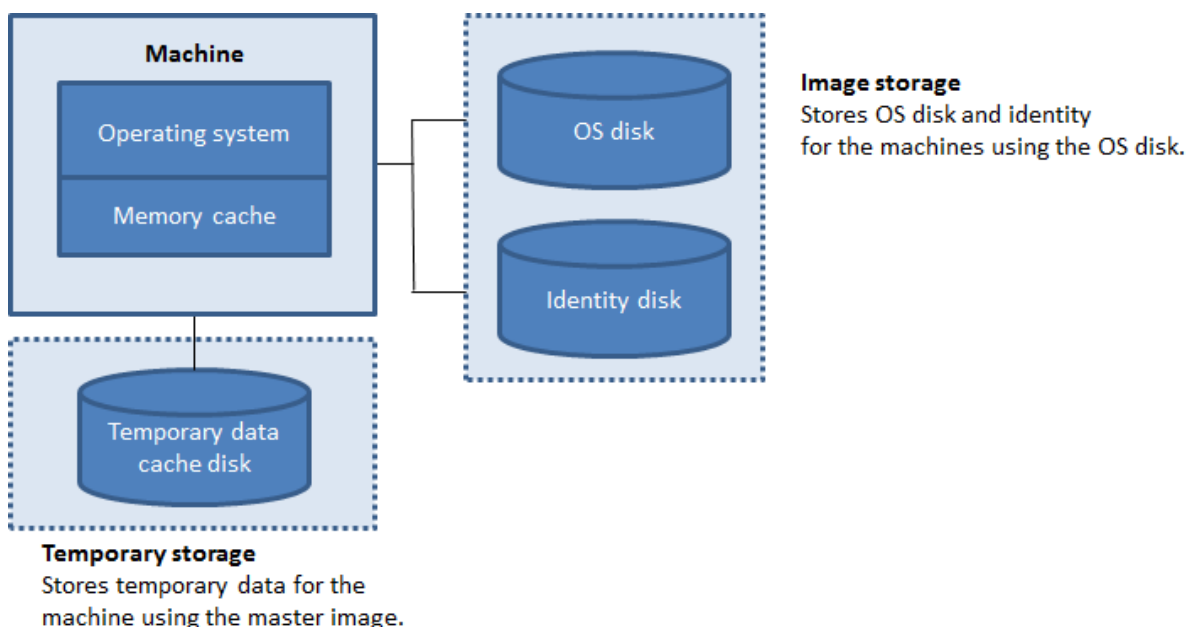 Machine
Operating system
Memory cache
OS disk
Identity disk
Image storage
Stores OS disk and identity
for the machines using the OS disk.
Temporary data
cache disk
Temporary storage
Stores temporary data for the
machine using the master image.